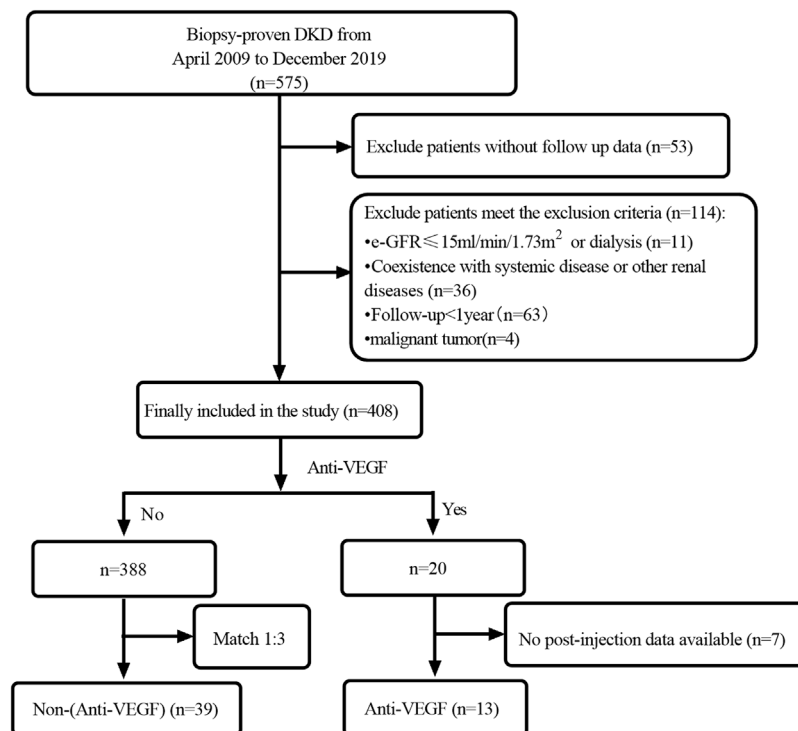 Biopsy-proven DKD from
April 2009 to December 2019
(n=575)
Exclude patients without follow up data (n=53)
Exclude patients meet the exclusion criteria (n=114):
•e-GFR≤15ml/min/1.73m² or dialysis (n=11)
•Coexistence with systemic disease or other renal
diseases (n=36)
•Follow-up<1year（n=63）
•malignant tumor(n=4)
Finally included in the study (n=408)
Anti-VEGF
No
Yes
n=388
n=20
Match 1:3
No post-injection data available (n=7)
Non-(Anti-VEGF) (n=39)
Anti-VEGF (n=13)